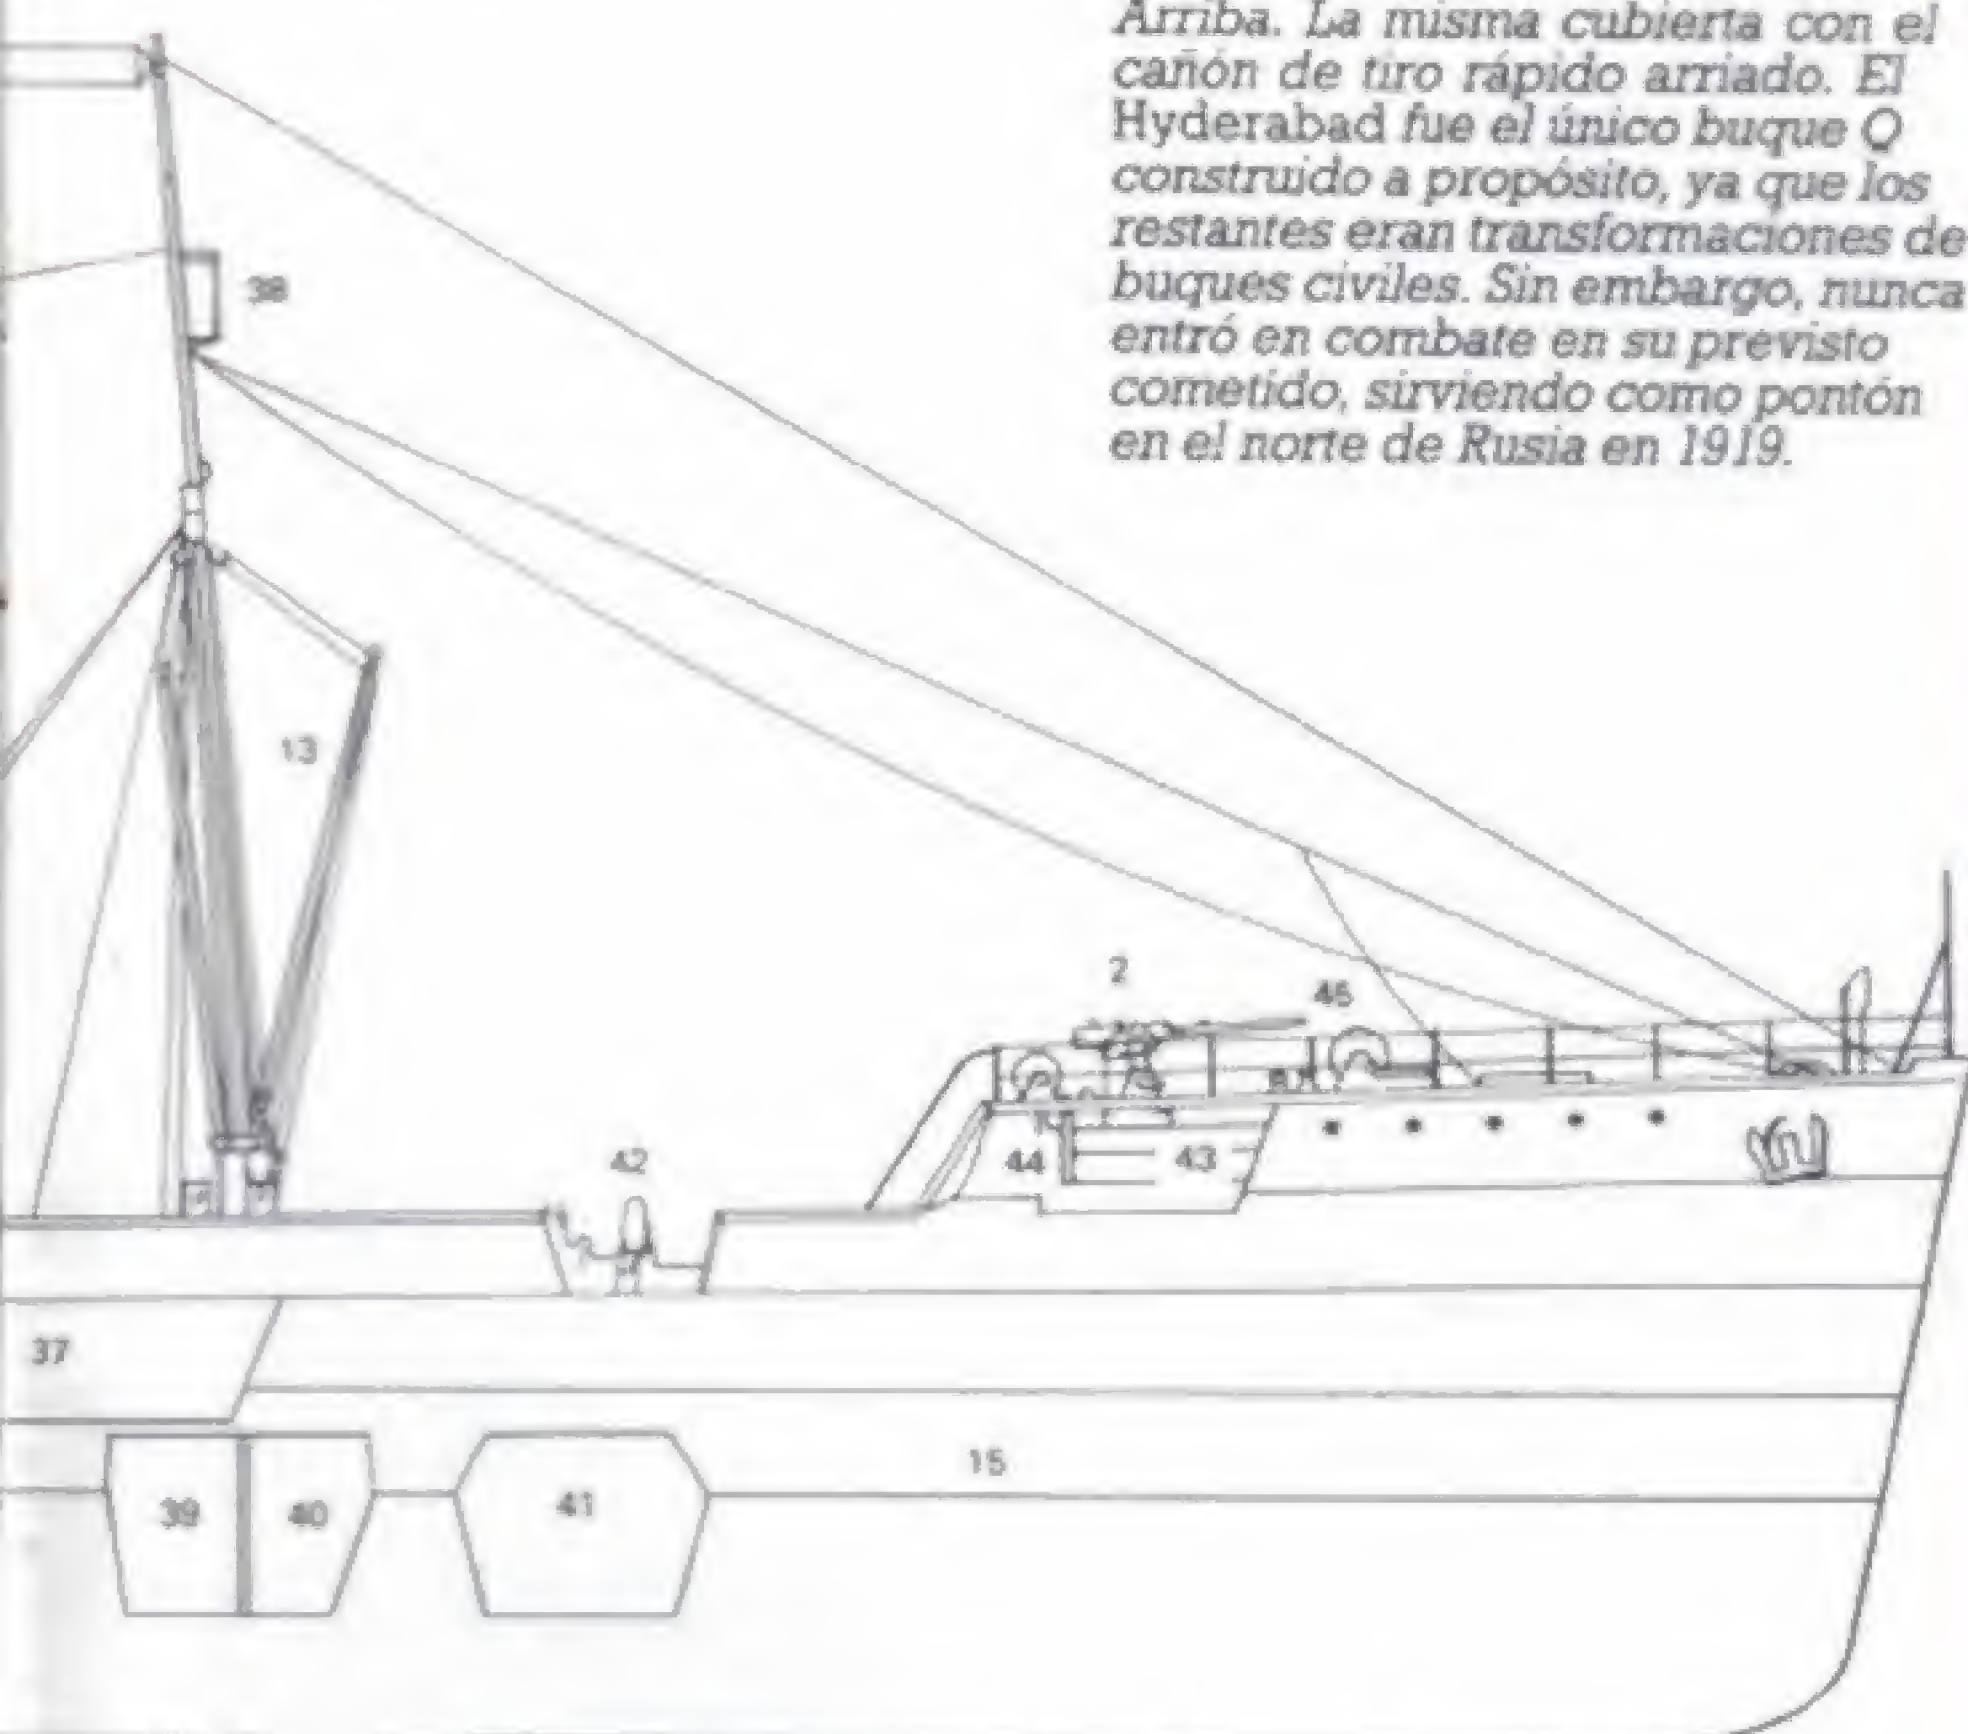 Arriba. La misma cubierta con el
cañón de tiro rápido arriado. El
Hyderabad fue el único buque Q
construido a propósito, ya que los
restantes eran transformaciones de
buques civiles. Sin embargo, nunca
entró en combate en su previsto
cometido, sirviendo como pontón
en el norte de Rusia en 1919.
38
13
2
45
42
44
43
37
15
39
40
41